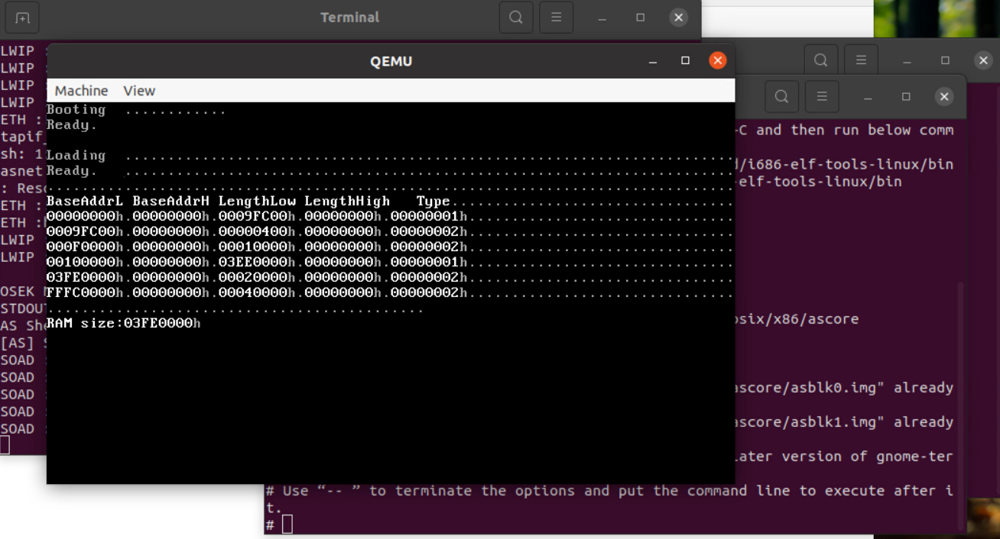 Terminal
QEMU
Machine View
Booting ............
Ready.
Loading .......................................................................
Ready. .......................................................................
................................................................................
BaseAddrL BaseAddrH LengthLow LengthHigh Type.................................
00000000h.00000000h.0009FC00h.00000000h.00000001h...............................
0009FC00h.00000000h.00000400h.00000000h.00000002h...............................
000F0000h.00000000h.00010000h.00000000h.00000002h...............................
00100000h.00000000h.03EE0000h.00000000h.00000001h...............................
03FE0000h.00000000h.00020000h.00000000h.00000002h...............................
FFFC0000h.00000000h.00040000h.00000000h.00000002h...............................
............................................
RAM size:03FE0000h
LWIP :
LWIP :
LWIP :
LWIP :
ETH :
tapif_
sh: 1
asnet
: Reso
ETH :
ETH :
LWIP
LWIP
OSEK
STDOUT
AS She
[AS] S
SOAD :
SOAD :
SOAD :
SOAD :
SOAD :
-C and then run below comm
/i686-elf-tools-linux/bin
-elf-tools-linux/bin
osix/x86/ascore
ascore/asblk0.img" already
ascore/asblk1.img" already
later version of gnome-ter
# Use “-- ” to terminate the options and put the command line to execute after i
t.
#